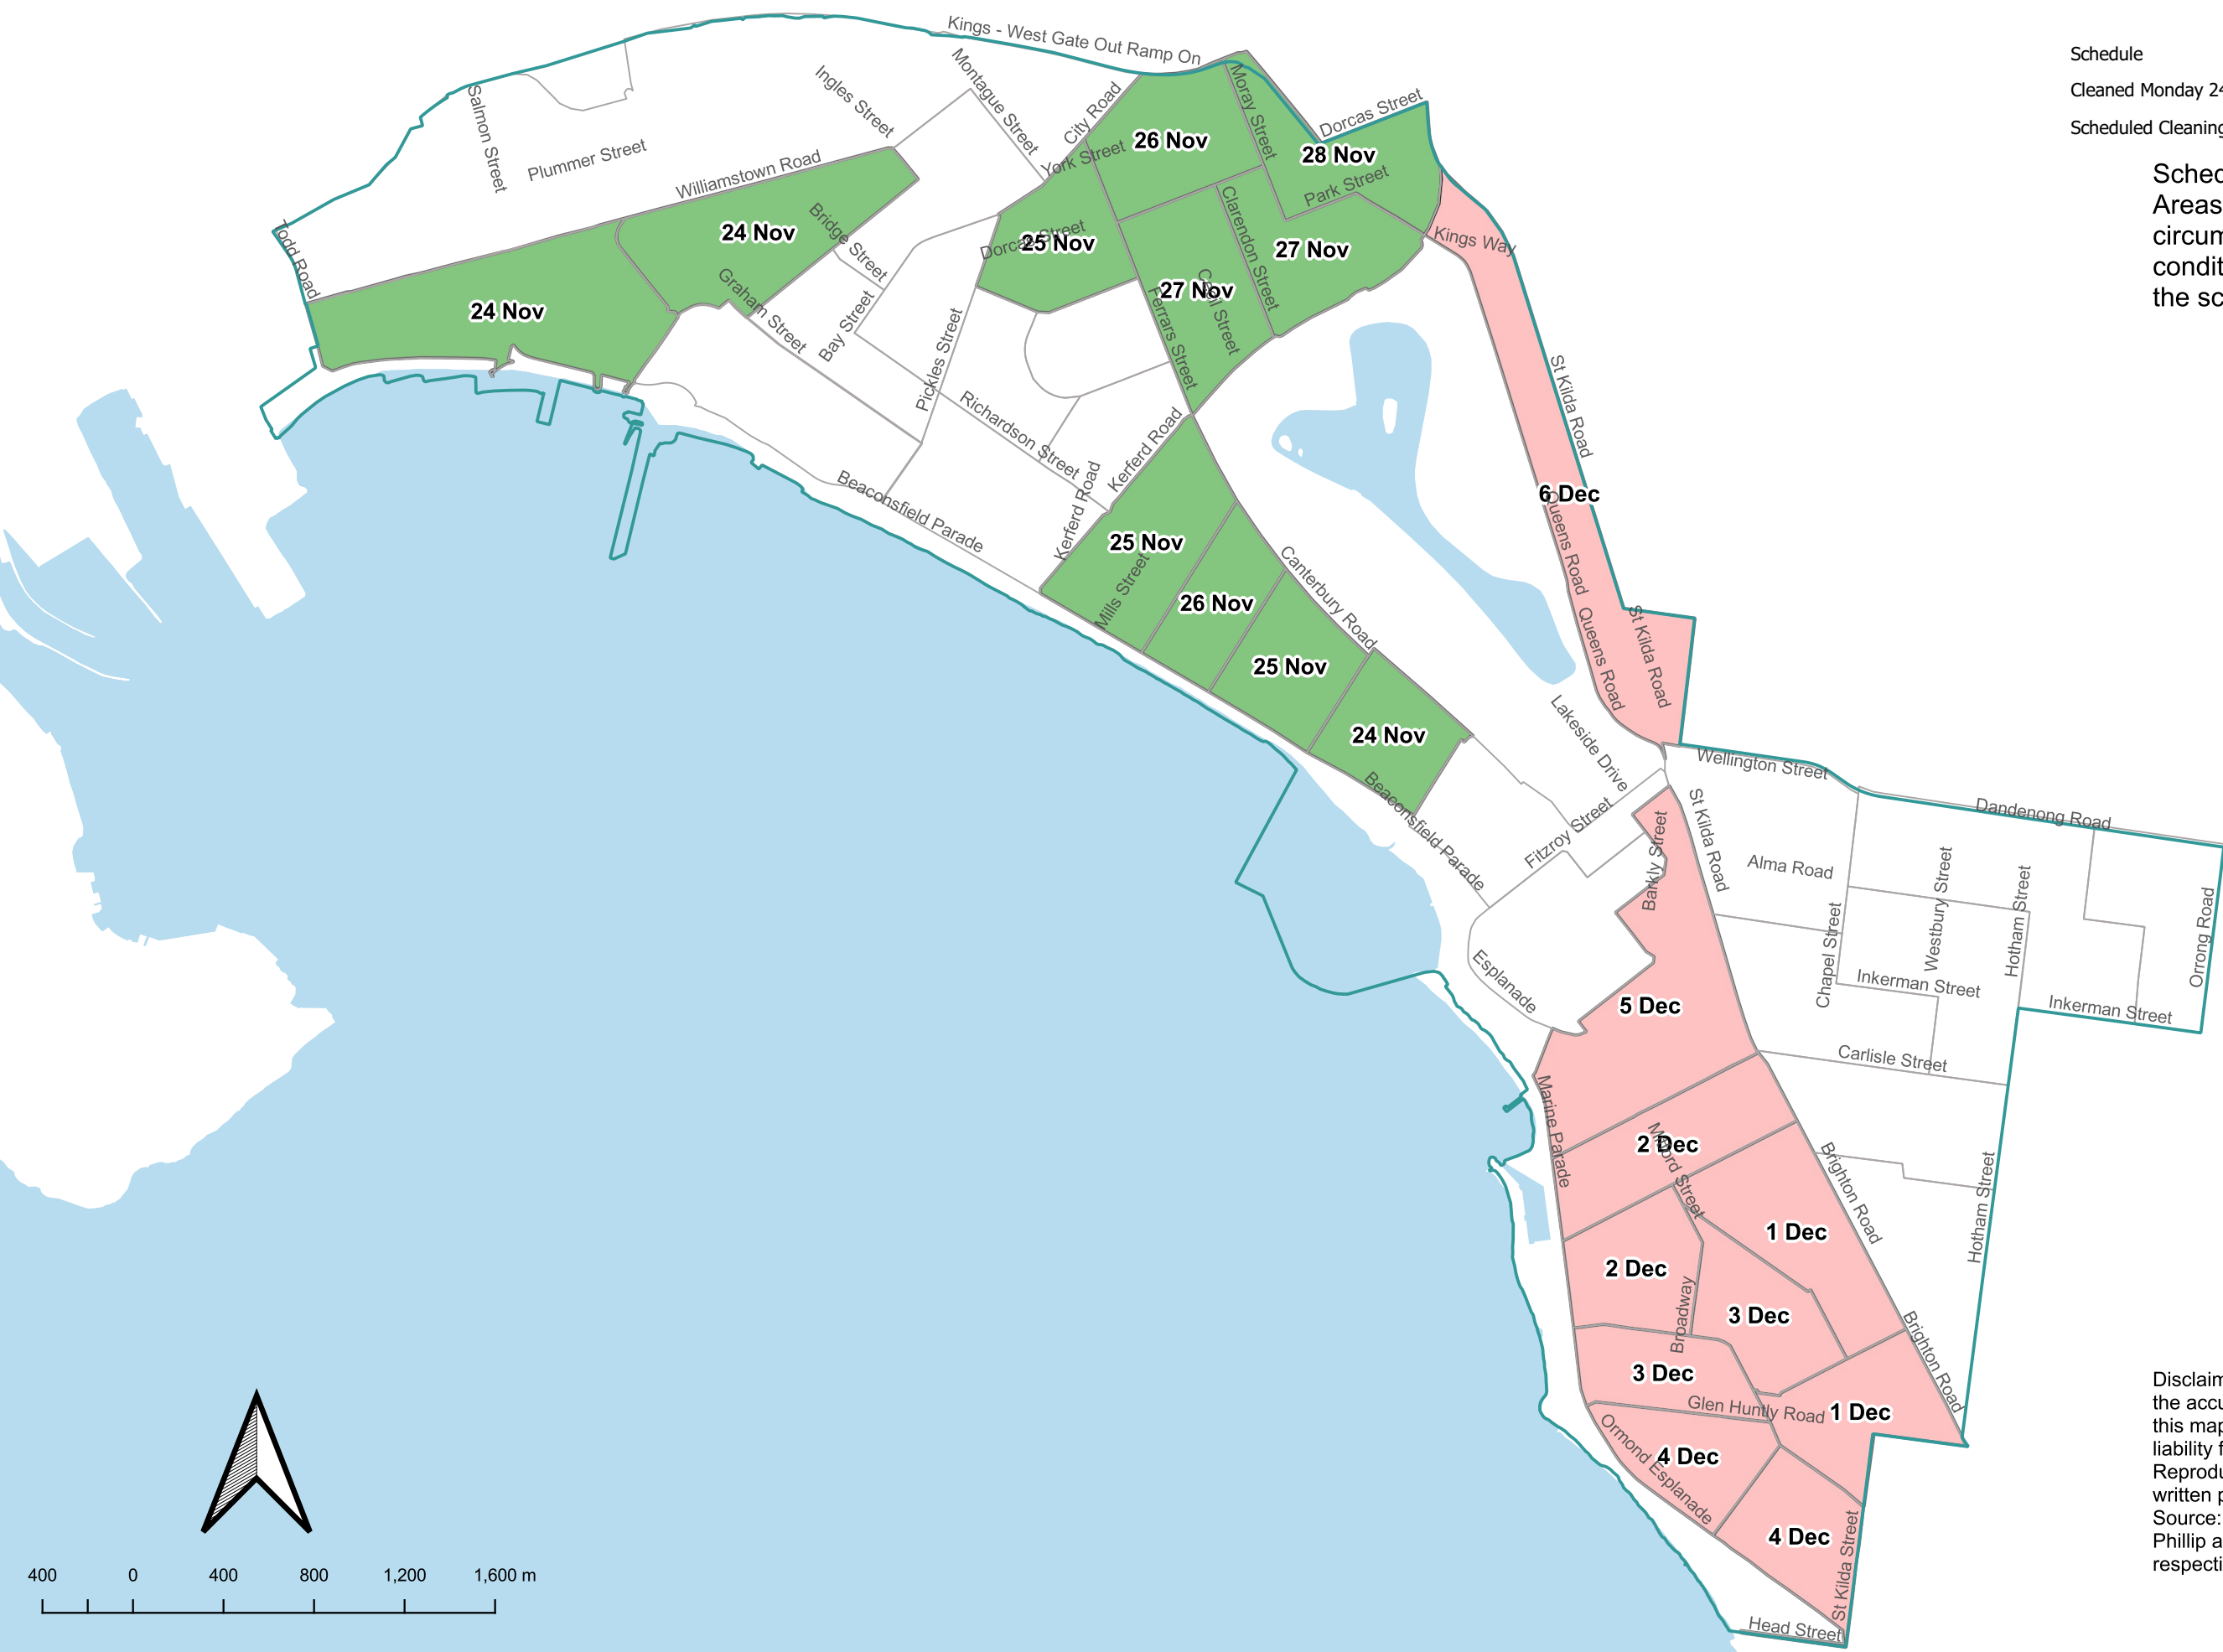 Kings - West Gate Out Ramp On
Schedule
Cleaned Monday 24
Scheduled Cleaning
Montague Street
Ingles Street
City Road
Moray Street
Dorcas Street
Salmon Street
Plummer Street
Williamstown Road
York Street
26 Nov
28 Nov
Park Street
Todd Road
24 Nov
24 Nov
Bridge Street
Graham Street
Bay Street
Pickles Street
Dorcas Street
25 Nov
27 Nov
Clarendon Street
27 Nov
Cecil Street
Ferrars Street
Kings Way
St Kilda Road
6 Dec
Queens Road
Queens Road
St Kilda Road
Richardson Street
Kerferd Road
Kerferd Road
Beaconsfield Parade
25 Nov
Mills Street
26 Nov
Canterbury Road
25 Nov
24 Nov
Beaconsfield Parade
Lakeside Drive
Fitzroy Street
Wellington Street
Dandenong Road
St Kilda Road
Barkly Street
Alma Road
Chapel Street
Westbury Street
Hotham Street
Orrong Road
Inkerman Street
Inkerman Street
Esplanade
5 Dec
Carlisle Street
Marine Parade
2 Dec
Milford Street
Brighton Road
Hotham Street
1 Dec
2 Dec
Broadway
3 Dec
3 Dec
Brighton Road
Glen Huntly Road
1 Dec
Ormond Esplanade
4 Dec
4 Dec
St Kilda Street
Head Street
400 0 400 800 1,200 1,600 m
Sched
Areas
circum
condit
the sc
Disclaim
the accu
this map
liability f
Reprodu
written p
Source:
Phillip a
respecti